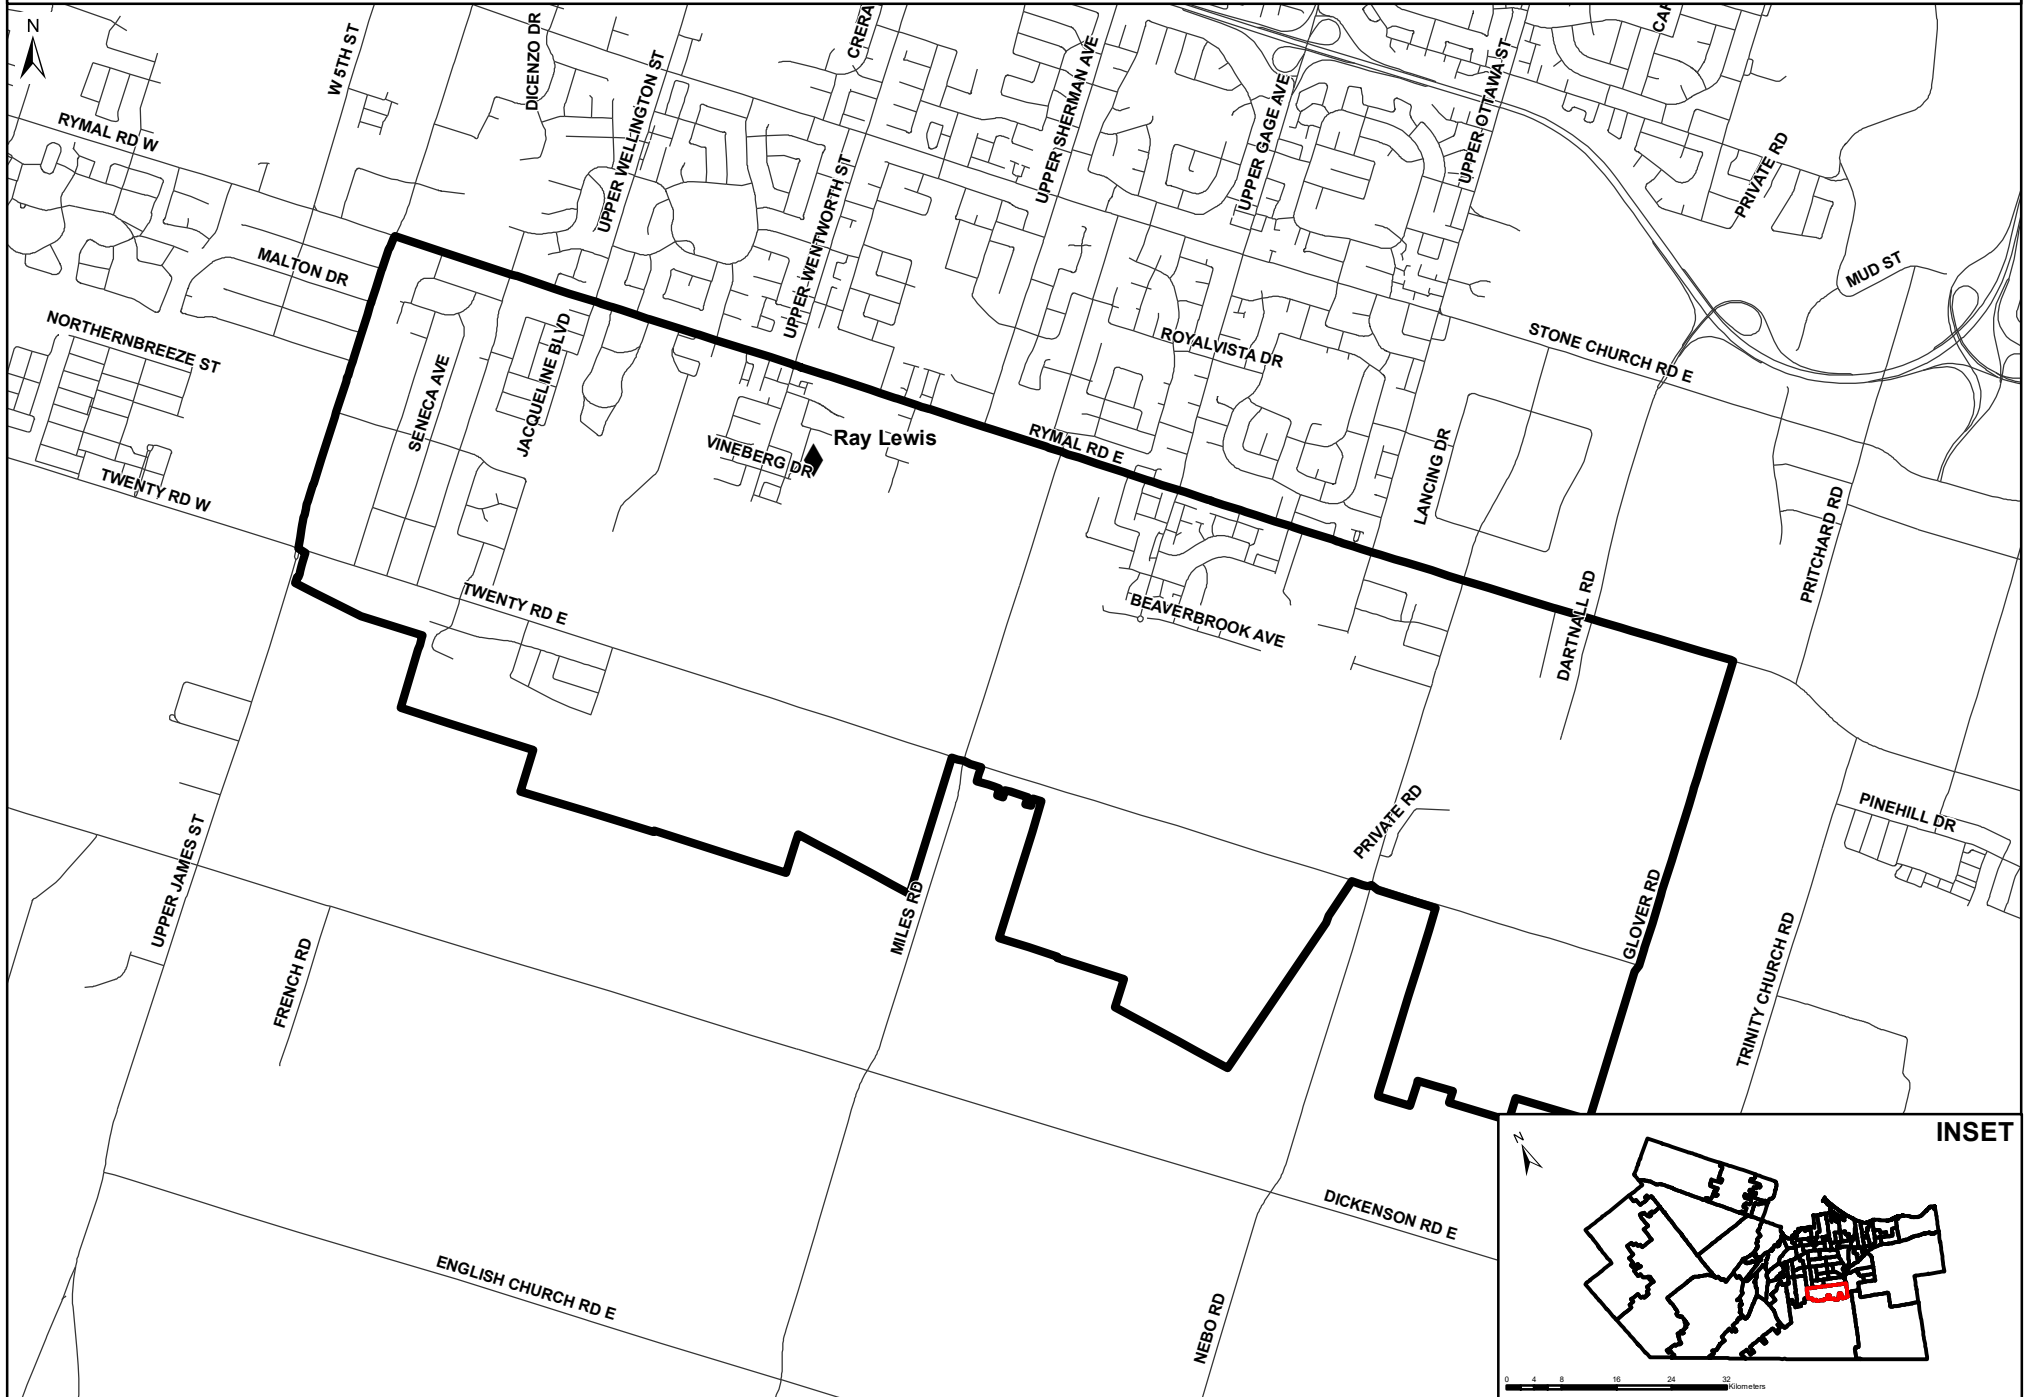 N
W 5TH ST
DICENZO DR
UPPER WELLINGTON ST
CRERA
UPPER SHERMAN AVE
UPPER GAGE AVE
UPPER OTTAWA ST
CAR
RYMAL RD W
PRIVATE RD
UPPER WENTWORTH ST
MALTON DR
MUD ST
NORTHERNBREEZE ST
SENECA AVE
JACQUELINE BLVD
ROYALVISTA DR
STONE CHURCH RD E
VINEBERG DR
Ray Lewis
RYMAL RD E
LANCING DR
TWENTY RD W
PRITCHARD RD
TWENTY RD E
BEAVERBROOK AVE
DARTNALL RD
PRIVATE RD
PINEHILL DR
UPPER JAMES ST
MILES RD
GLOVER RD
FRENCH RD
TRINITY CHURCH RD
INSET
N
DICKENSON RD E
ENGLISH CHURCH RD E
NEBO RD
0 4 8 16 24 32
Kilometers